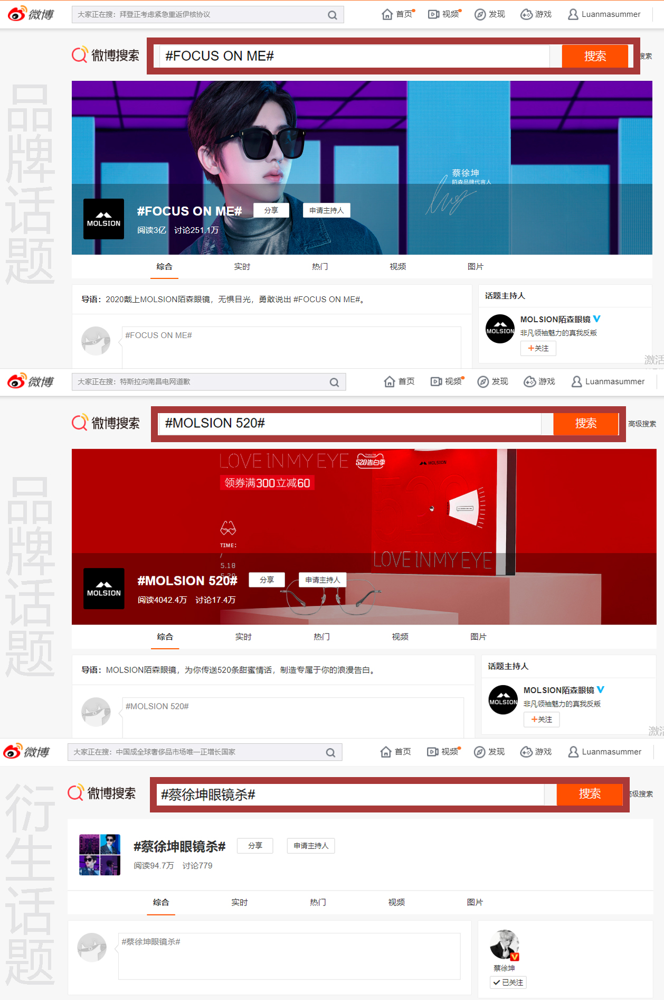 微博
大家正在搜：拜登正考虑紧急重返伊核协议
首页
视频
发现
游戏
Luanmasummer
微博搜索
#FOCUS ON ME#
搜索
搜索
品牌话题
蔡徐坤
陌森品牌代言人
MOLSION
#FOCUS ON ME#
分享
申请主持人
阅读3亿 讨论251.1万
综合
实时
热门
视频
图片
导语：2020戴上MOLSION陌森眼镜，无惧目光，勇敢说出 #FOCUS ON ME#。
#FOCUS ON ME#
话题主持人
MOLSION
MOLSION陌森眼镜
非凡领袖魅力的真我反叛
+关注
激活
微博
大家正在搜：特斯拉向南昌电网道歉
首页
视频
发现
游戏
Luanmasummer
微博搜索
#MOLSION 520#
搜索
高级搜索
品牌话题
LOVE IN MY EYE
520告白季
领券满300立减60
MOLSION
TIME:
/
5.18
5.20
LOVE IN MY EYE
MOLSION
#MOLSION 520#
分享
申请主持人
阅读4042.4万 讨论17.4万
综合
实时
热门
视频
图片
导语：MOLSION陌森眼镜，为你传送520条甜蜜情话，制造专属于你的浪漫告白。
#MOLSION 520#
话题主持人
MOLSION
MOLSION陌森眼镜
非凡领袖魅力的真我反叛
+关注
激活
微博
大家正在搜：中国成全球奢侈品市场唯一正增长国家
首页
视频
发现
游戏
Luanmasummer
微博搜索
#蔡徐坤眼镜杀#
搜索
高级搜索
衍生话题
#蔡徐坤眼镜杀#
分享
申请主持人
阅读94.7万 讨论779
综合
实时
热门
视频
图片
#蔡徐坤眼镜杀#
蔡徐坤
已关注